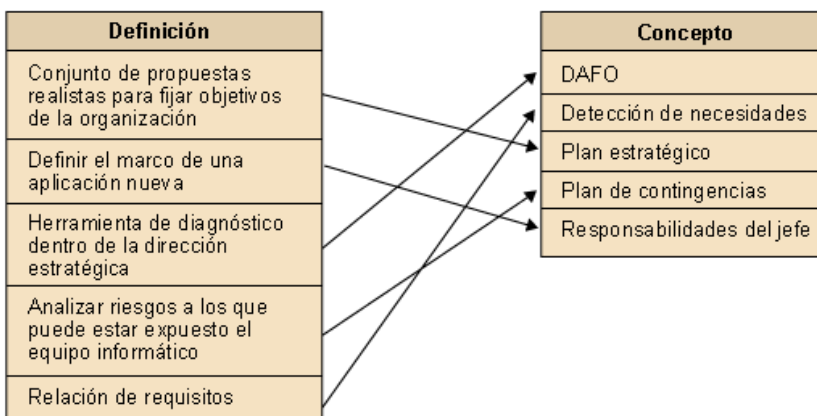 Definición
Conjunto de propuestas
realistas para fijar objetivos
de la organización
Definir el marco de una
aplicación nueva
Herramienta de diagnóstico
dentro de la dirección
estratégica
Analizar riesgos a los que
puede estar expuesto el
equipo informático
Relación de requisitos
Concepto
DAFO
Detección de necesidades
Plan estratégico
Plan de contingencias
Responsabilidades del jefe